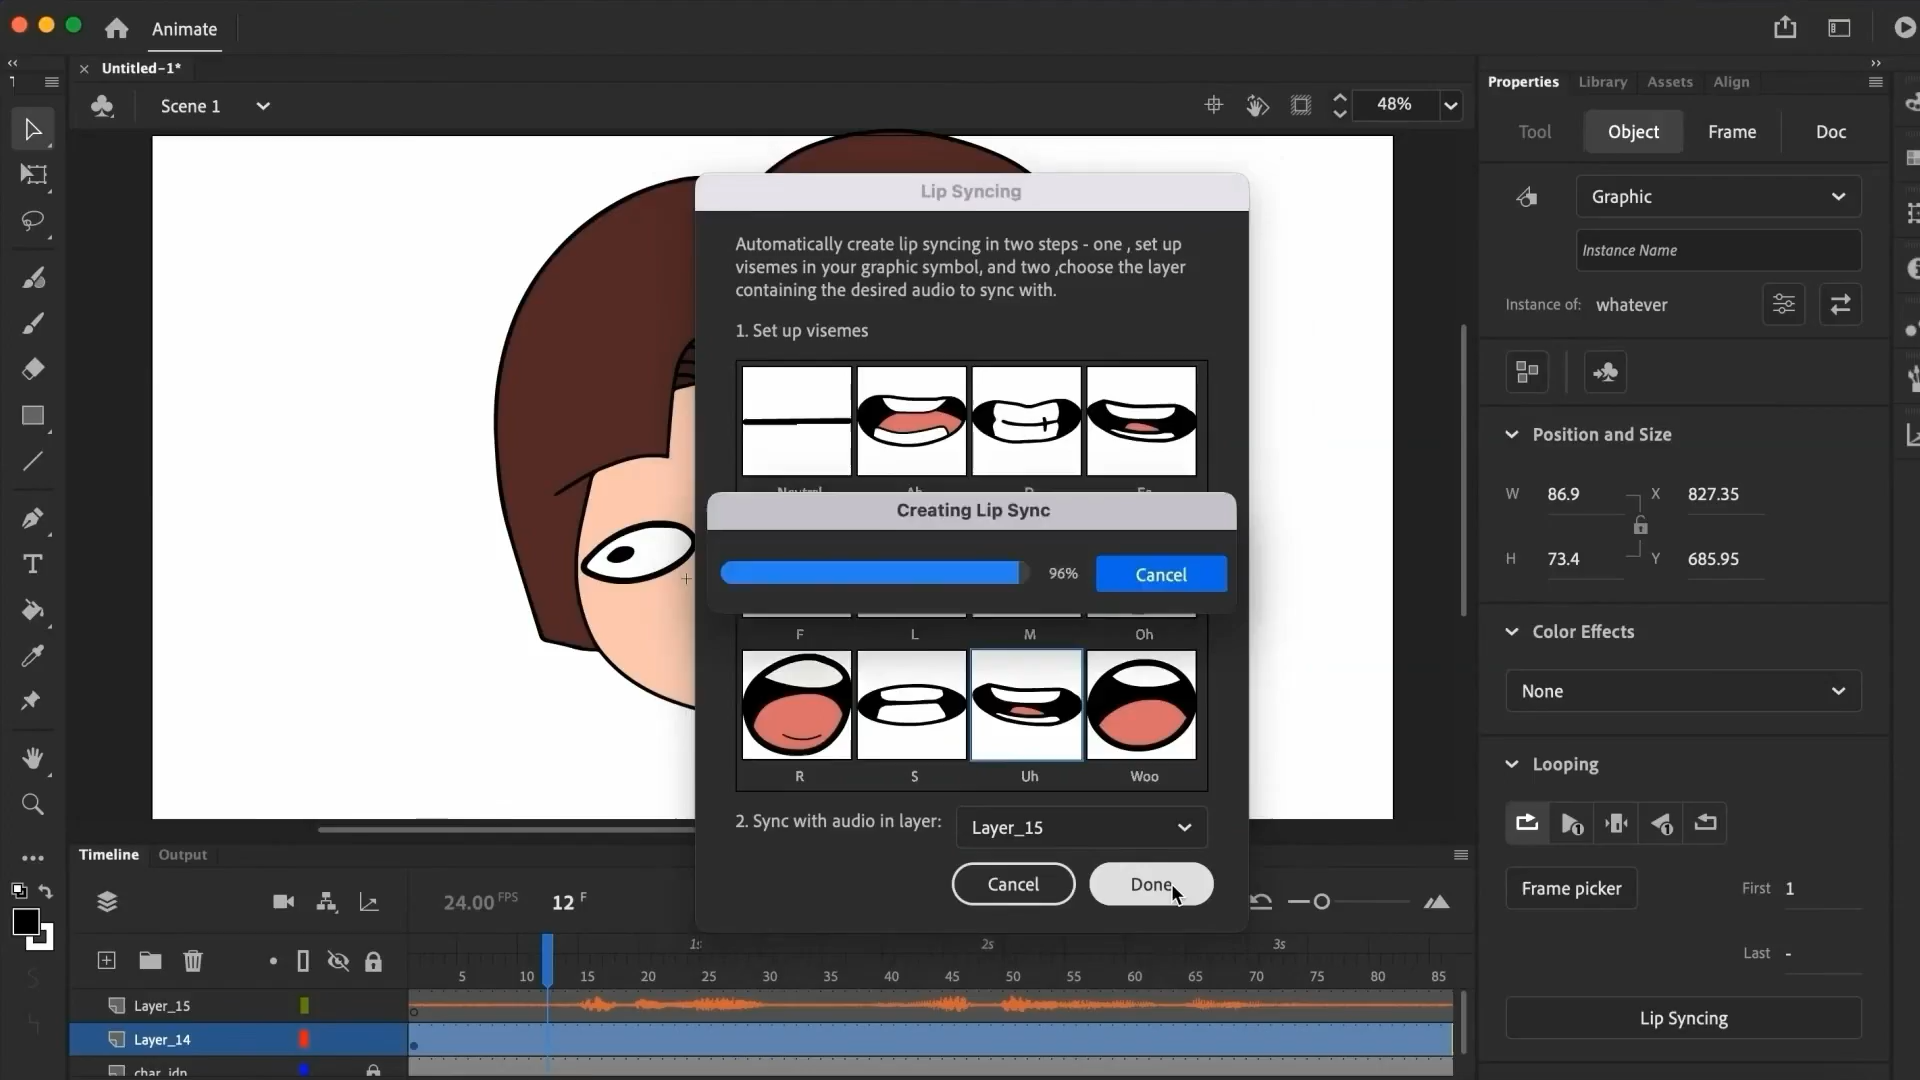 Animate
Untitled-1*
Scene 1
48%
Properties
Library
Assets
Align
Tool
Object
Frame
Doc
Graphic
Instance Name
Instance of:
whatever
Position and Size
W
86.9
X
827.35
H
73.4
Y
685.95
Color Effects
None
Looping
Frame picker
First
1
Last
-
Lip Syncing
Lip Syncing
Automatically create lip syncing in two steps - one , set up
visemes in your graphic symbol, and two ,choose the layer
containing the desired audio to sync with.
1. Set up visemes
Creating Lip Sync
96%
Cancel
F
L
M
Oh
R
S
Uh
Woo
2. Sync with audio in layer:
Layer_15
Cancel
Done
Timeline
Output
24.00 FPS
12 F
1s
2s
3s
5
10
15
20
25
30
35
40
45
50
55
60
65
70
75
80
85
Layer_15
Layer_14